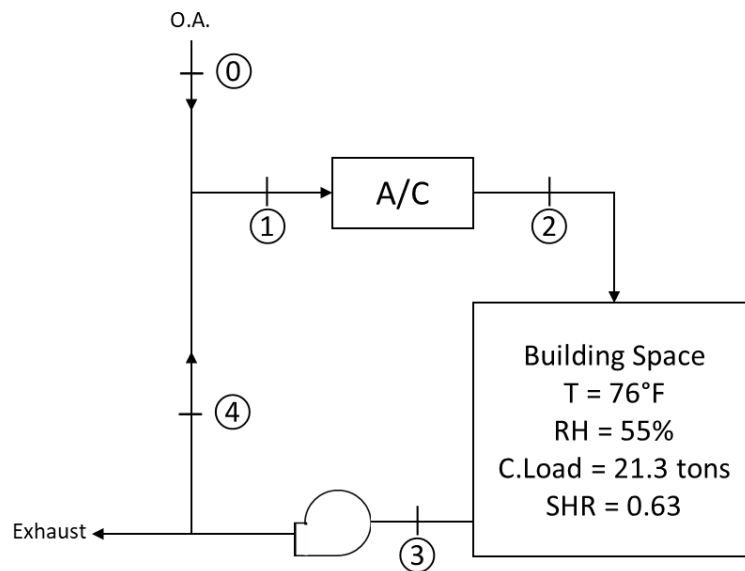 O.A.
0
A/C
1
2
Building Space
T = 76°F
RH = 55%
C.Load = 21.3 tons
SHR = 0.63
4
Exhaust
3